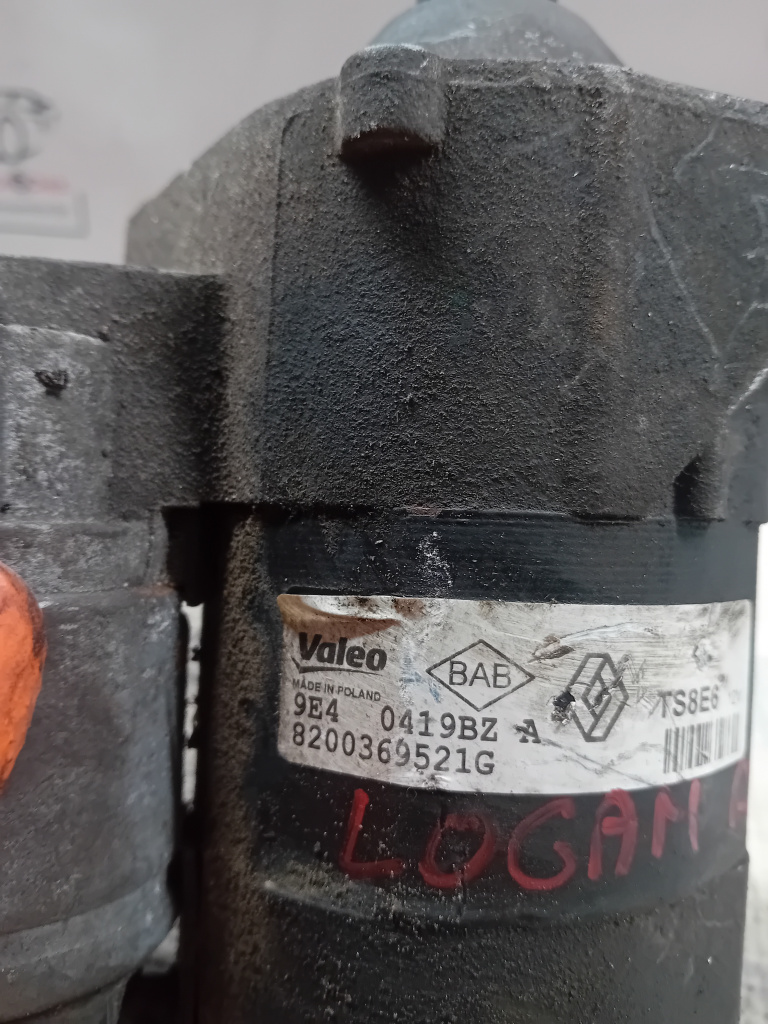 Valeo
BAB
TS8E6
MADE IN POLAND
9E4 0419BZ A
8200369521G
LOGAN